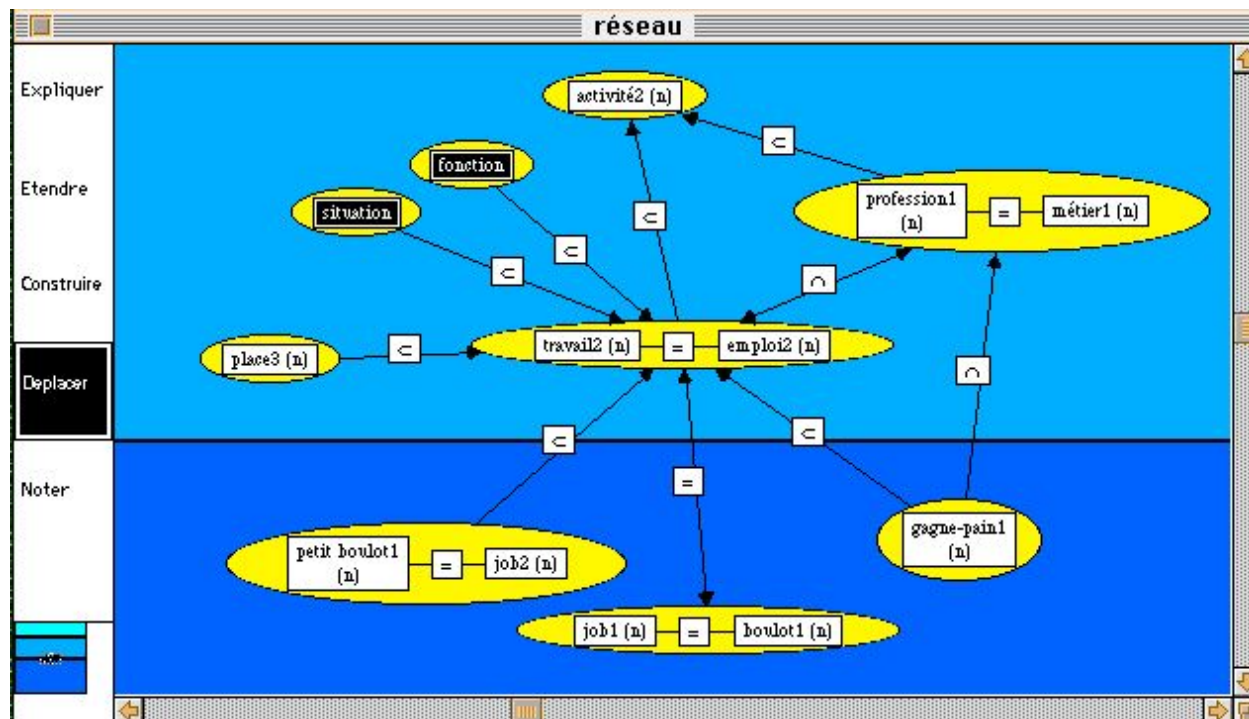 réseau
Expliquer
Etendre
Construire
Deplacer
Noter
activité2 (n)
⊂
fonction
profession1
(n)
=
métier1 (n)
situation
⊂
⊂
⊂
∩
travail2 (n)
=
emploi2 (n)
place3 (n)
⊂
∩
⊂
⊂
=
petit boulot1
(n)
=
job2 (n)
gagne-pain1
(n)
job1 (n)
=
boulot1 (n)